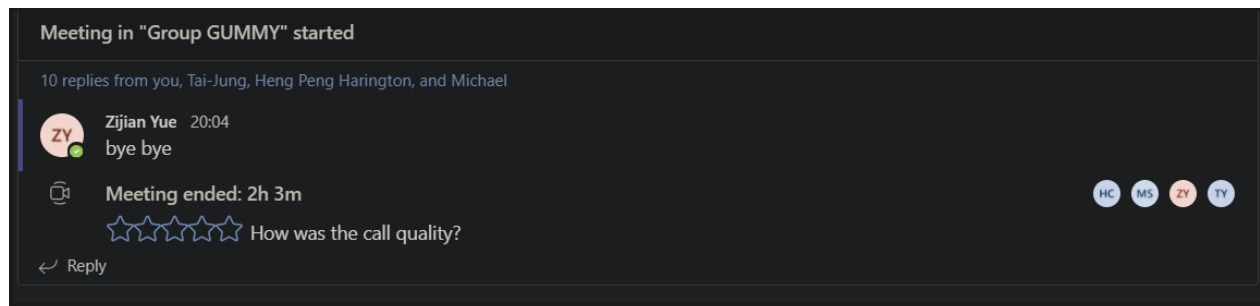 Meeting in "Group GUMMY" started
10 replies from you, Tai-Jung, Heng Peng Harington, and Michael
ZY
Zijian Yue 20:04
bye bye
Meeting ended: 2h 3m
HC MS ZY TY
How was the call quality?
Reply